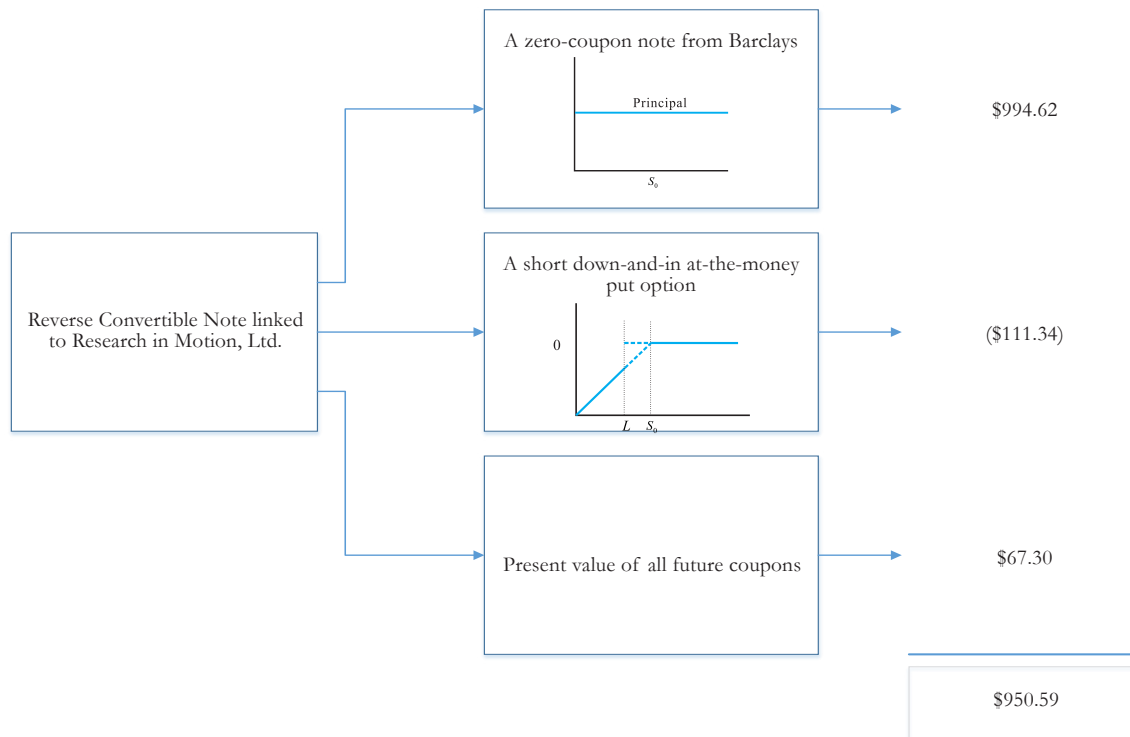 A zero-coupon note from Barclays
Principal
S0
$994.62
Reverse Convertible Note linked
to Research in Motion, Ltd.
A short down-and-in at-the-money
put option
0
L S0
($111.34)
Present value of all future coupons
$67.30
$950.59